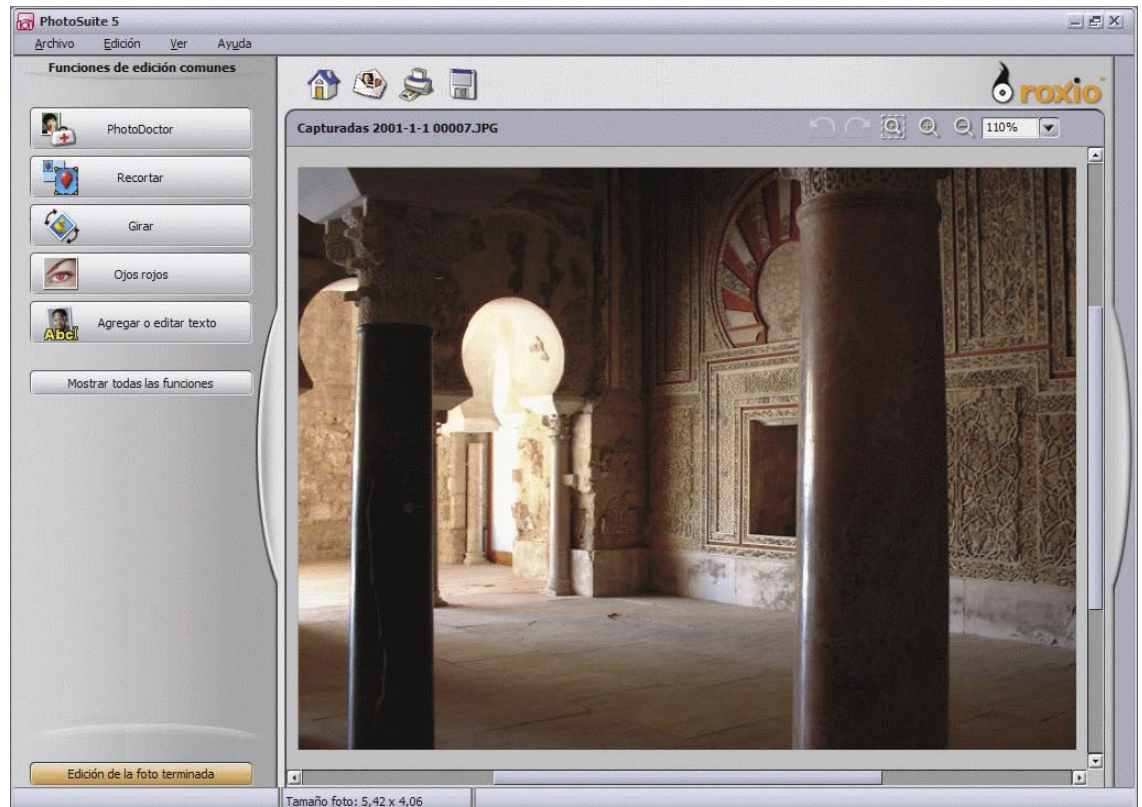 PhotoSuite 5
Archivo Edición Ver Ayuda
Funciones de edición comunes
PhotoDoctor
Recortar
Girar
Ojos rojos
Abc
Agregar o editar texto
Mostrar todas las funciones
Edición de la foto terminada
roxio
Capturadas 2001-1-1 00007.JPG
110%
Tamaño foto: 5,42 x 4,06